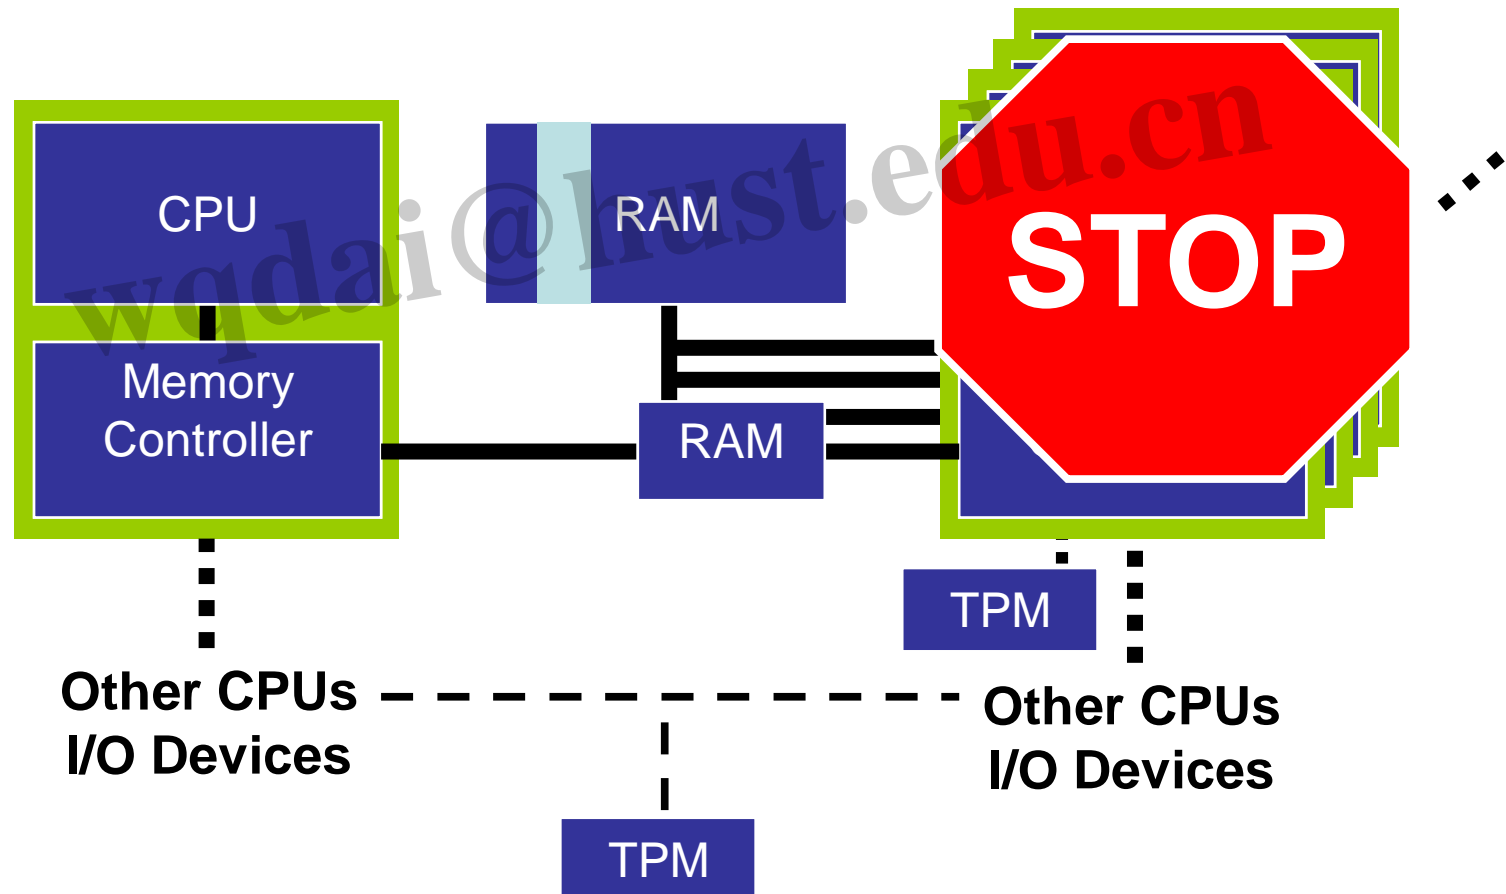 CPU
RAM
STOP
wqdai@hust.edu.cn
Memory
Controller
RAM
TPM
Other CPUs
I/O Devices
Other CPUs
I/O Devices
TPM